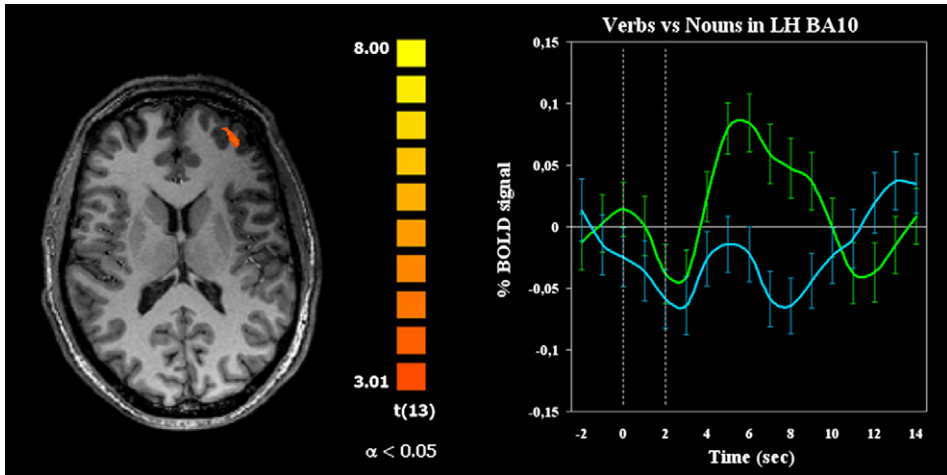 8.00
3.01
t(13)
α < 0.05
Verbs vs Nouns in LH BA10
% BOLD signal
0,15
0,1
0,05
0
-0,05
-0,1
-0,15
-2 0 2 4 6 8 10 12 14
Time (sec)